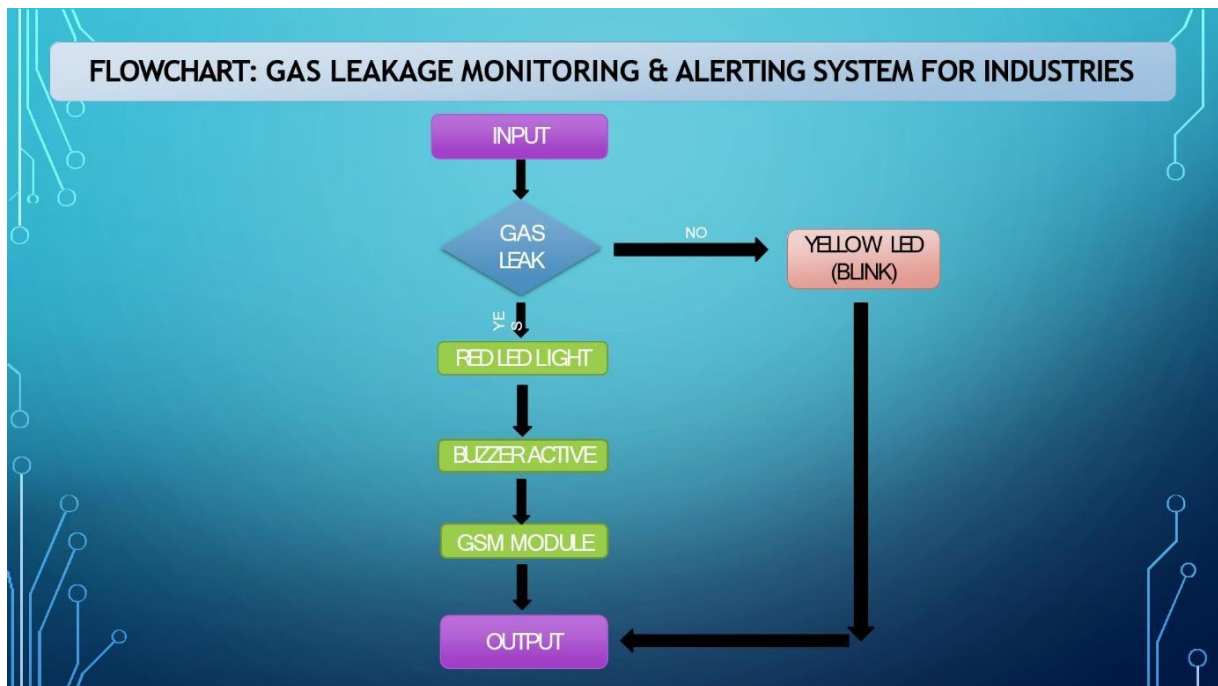 FLOWCHART: GAS LEAKAGE MONITORING & ALERTING SYSTEM FOR INDUSTRIES
INPUT
GAS
LEAK
NO
YELLOW LED
(BLINK)
YE
S
RED LED LIGHT
BUZZER ACTIVE
GSM MODULE
OUTPUT